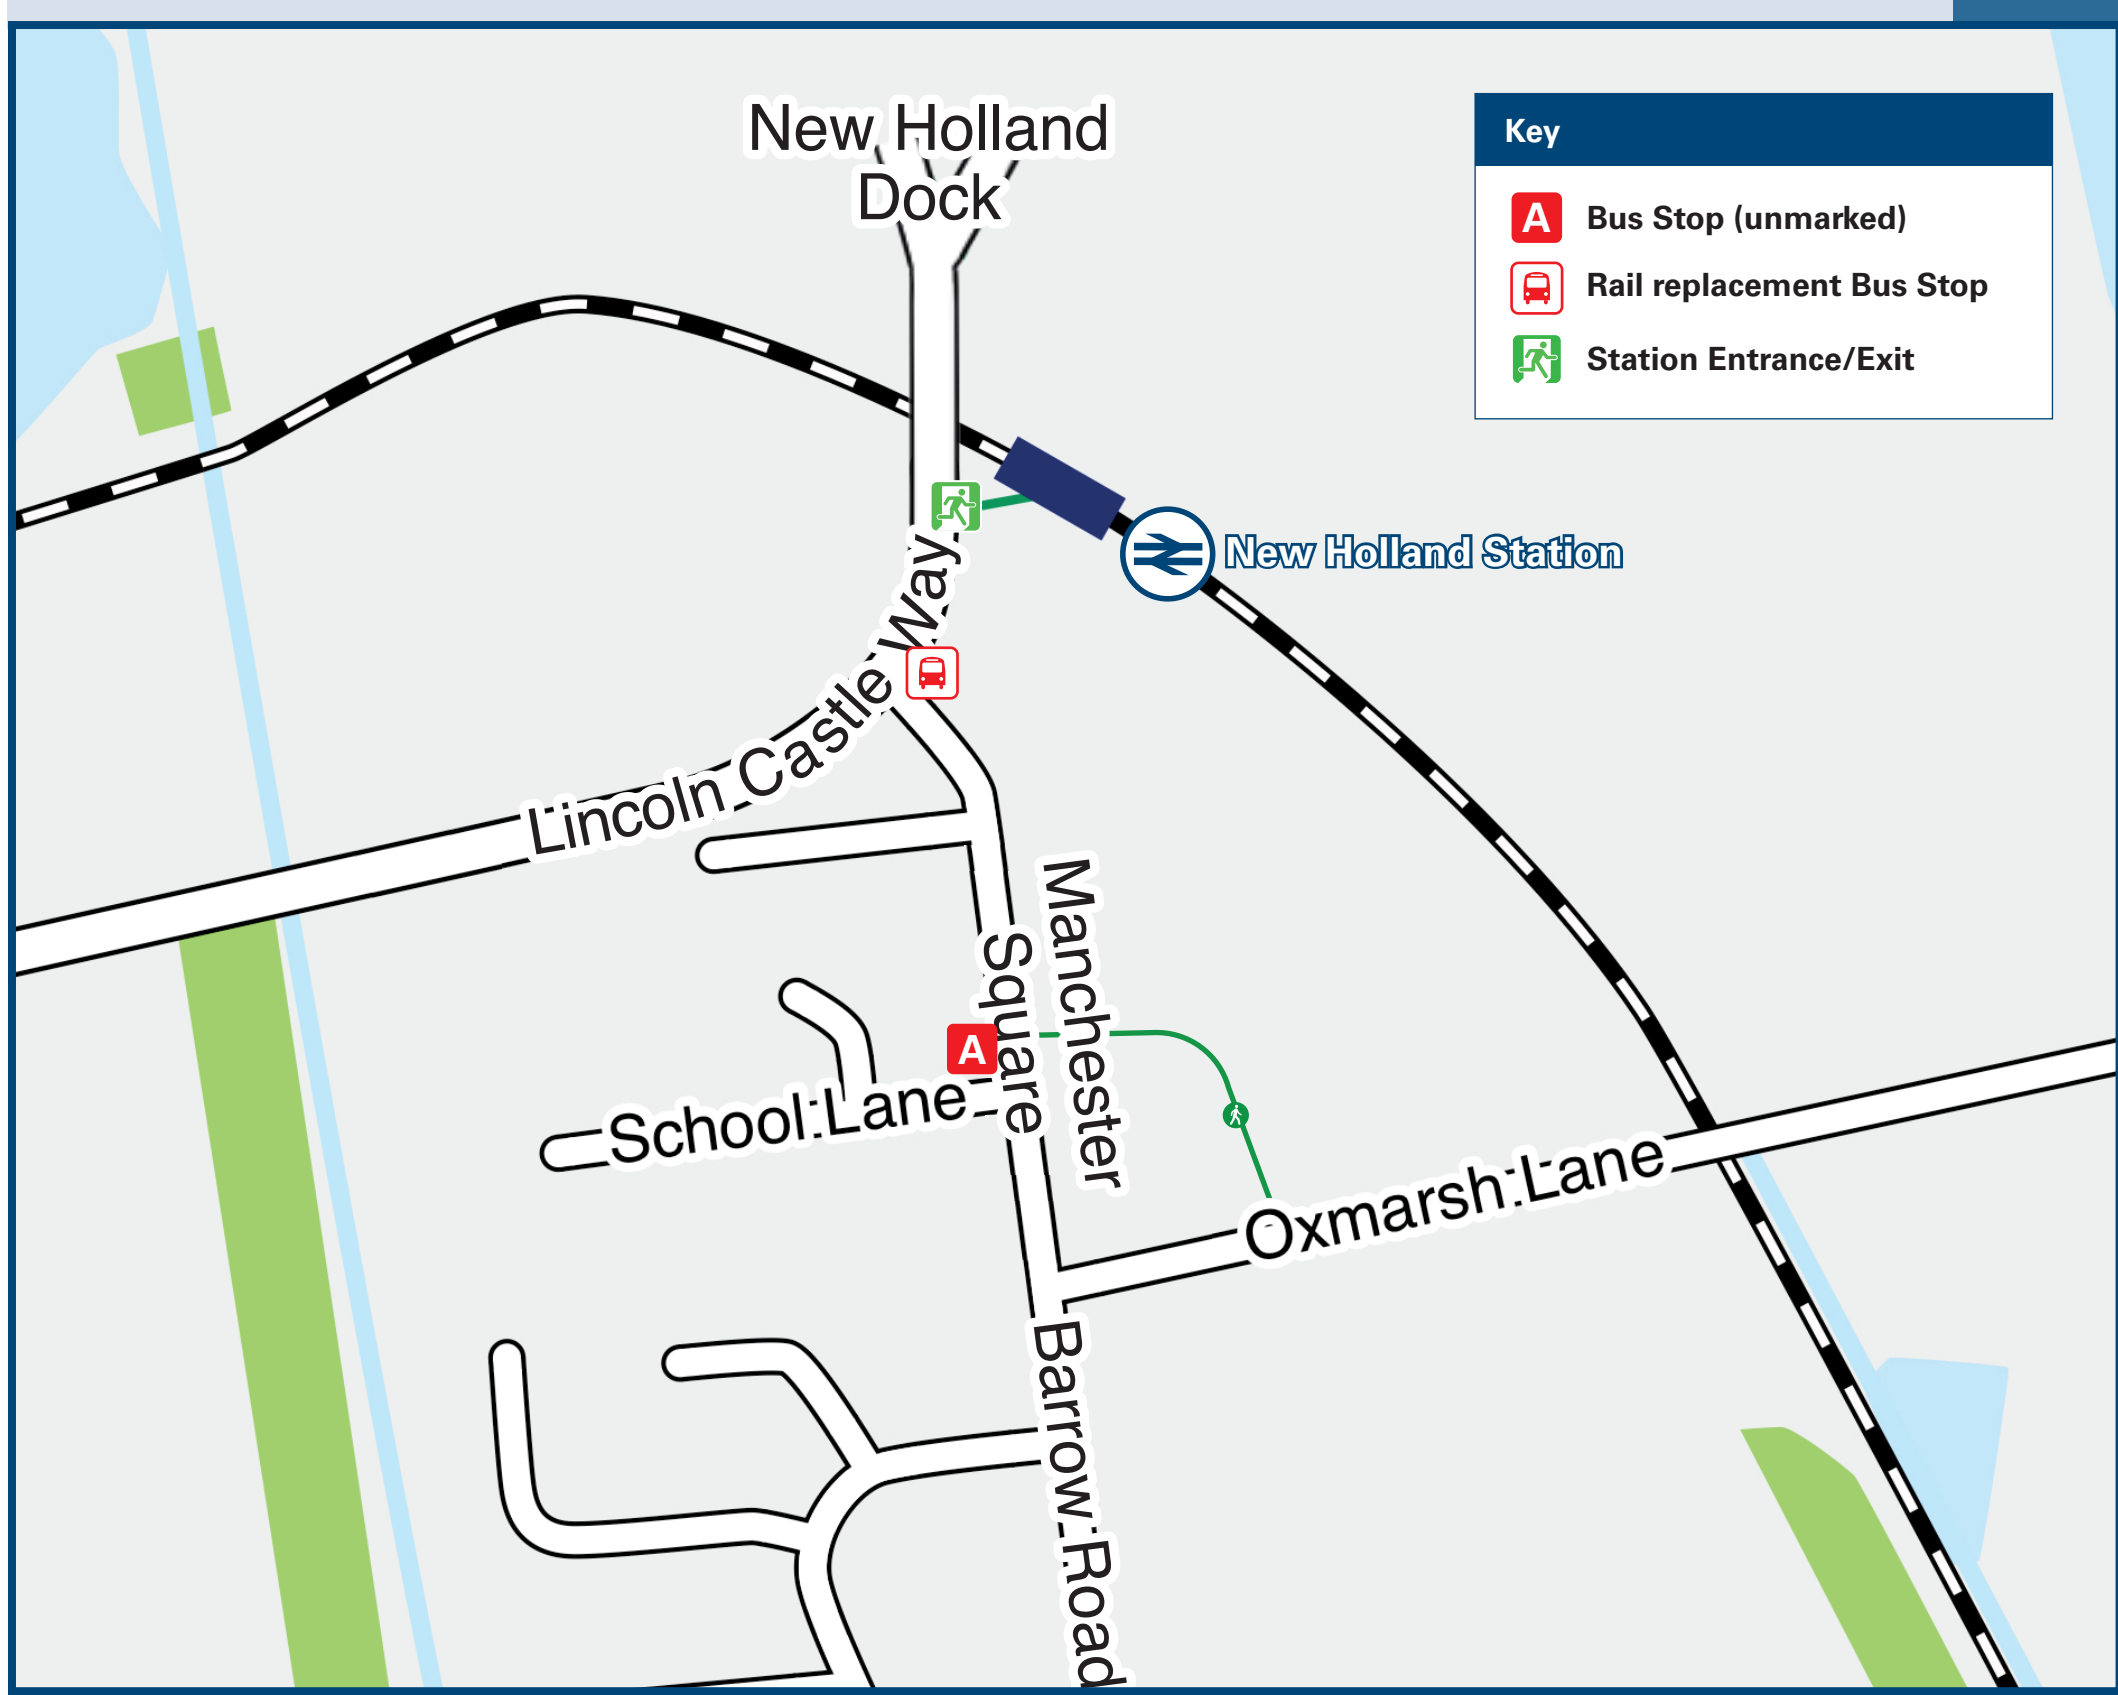 New Holland
Dock
Key
A
Bus Stop (unmarked)
Rail replacement Bus Stop
Station Entrance/Exit
New Holland Station
Lincoln Castle Way
Manchester
Square
A
School Lane
Oxmarsh Lane
Barrow Road